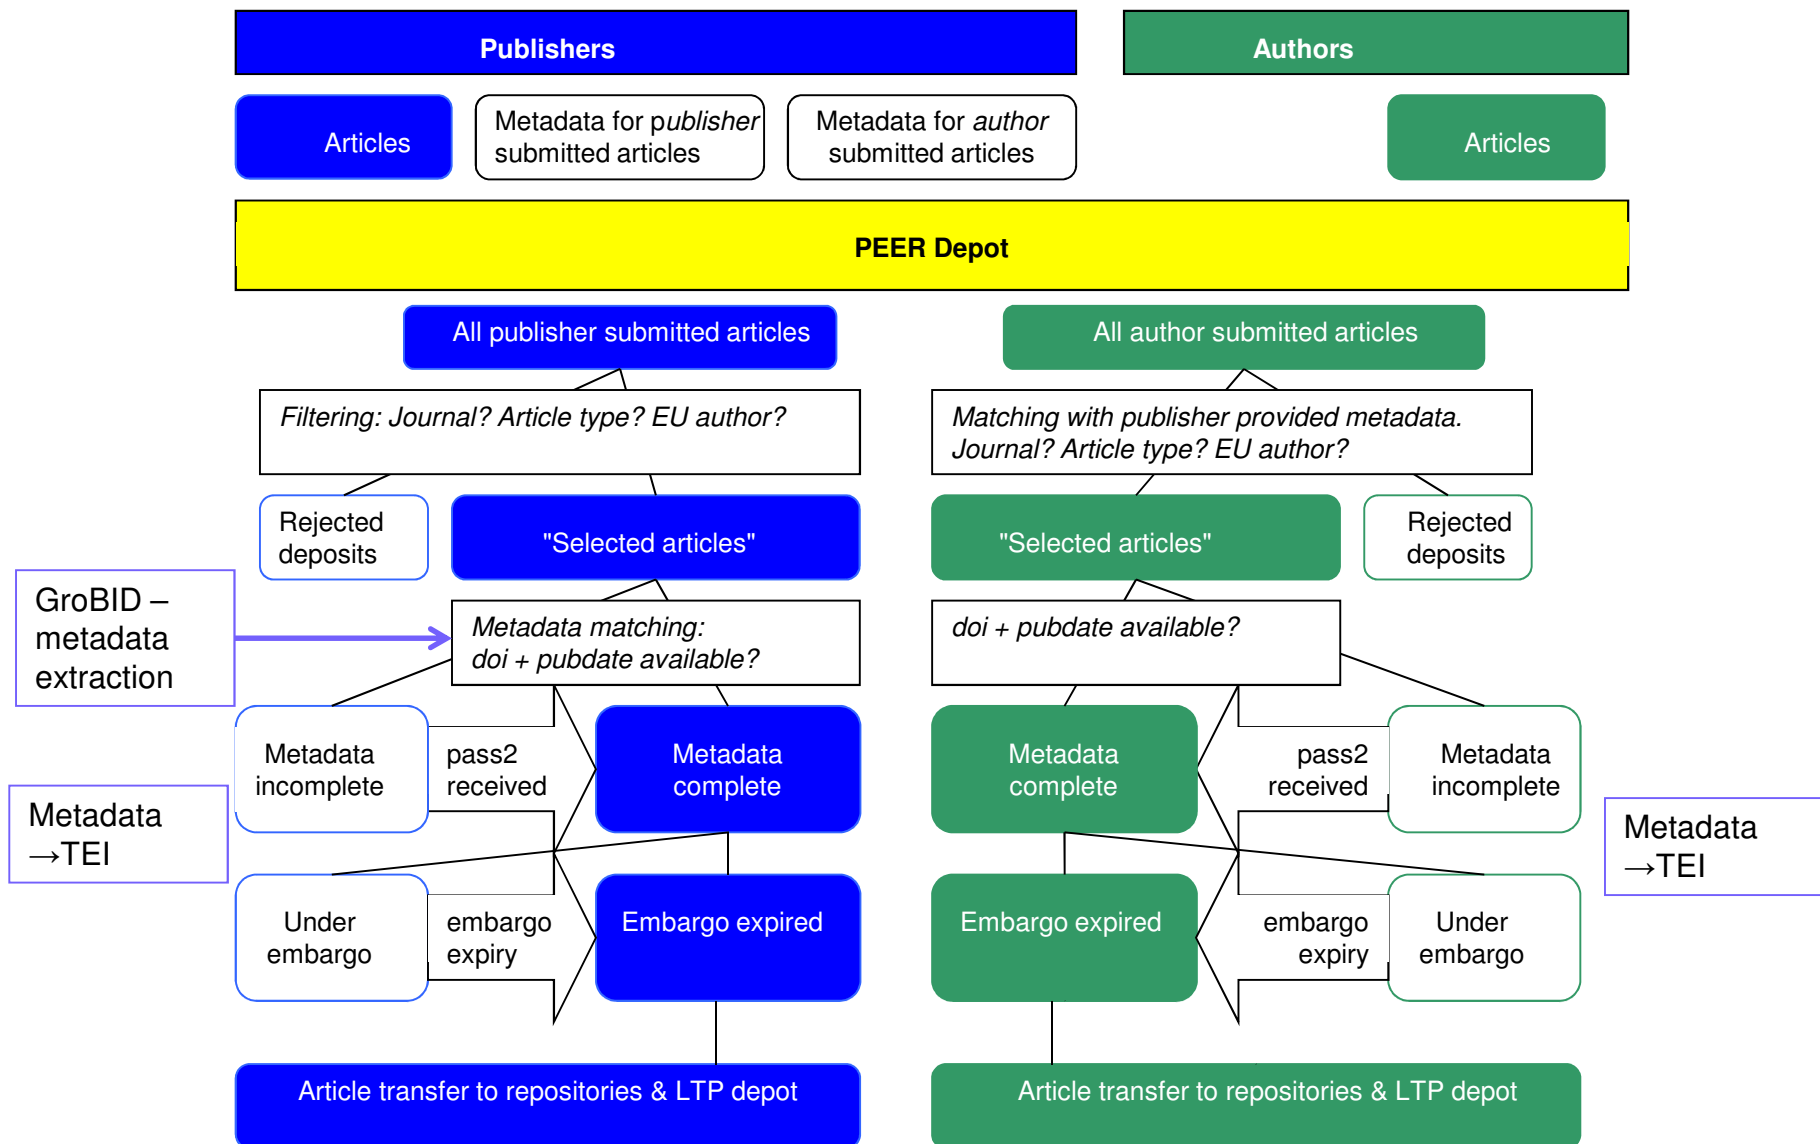 Publishers
Authors
Articles
Metadata for publisher
submitted articles
Metadata for author
submitted articles
Articles
PEER Depot
All publisher submitted articles
All author submitted articles
Filtering: Journal? Article type? EU author?
Matching with publisher provided metadata.
Journal? Article type? EU author?
Rejected
deposits
"Selected articles"
"Selected articles"
Rejected
deposits
GroBID –
metadata
extraction
Metadata matching:
doi + pubdate available?
doi + pubdate available?
Metadata
incomplete
pass2
received
Metadata
complete
Metadata
complete
pass2
received
Metadata
incomplete
Metadata
→TEI
Metadata
→TEI
Under
embargo
embargo
expiry
Embargo expired
Embargo expired
embargo
expiry
Under
embargo
Article transfer to repositories & LTP depot
Article transfer to repositories & LTP depot